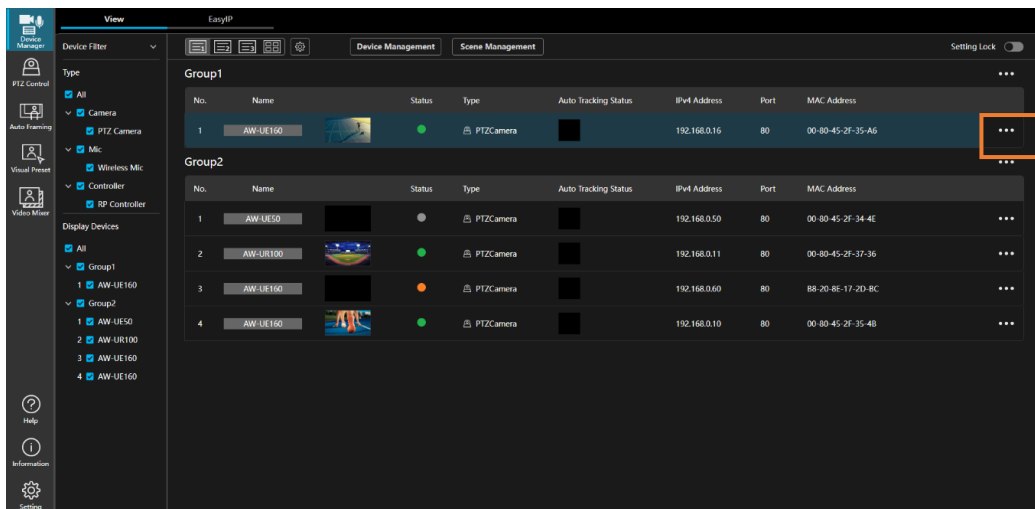 View EasyIP
Device Manager
PTZ Control
Auto Framing
Visual Preset
Video Mixer
Help
Information
Setting
Device Filter
Type
All
Camera
PTZ Camera
Mic
Wireless Mic
Controller
RP Controller
Display Devices
All
Group1
1 AW-UE160
Group2
1 AW-UE50
2 AW-UR100
3 AW-UE160
4 AW-UE160
1 2 3 Device Management Scene Management Setting Lock
Group1
No. Name Status Type Auto Tracking Status IPv4 Address Port MAC Address
1 AW-UE160 PTZCamera 192.168.0.16 80 00-80-45-2F-35-A6
Group2
No. Name Status Type Auto Tracking Status IPv4 Address Port MAC Address
1 AW-UE50 PTZCamera 192.168.0.50 80 00-80-45-2F-34-4E
2 AW-UR100 PTZCamera 192.168.0.11 80 00-80-45-2F-37-36
3 AW-UE160 PTZCamera 192.168.0.60 80 B8-20-8E-17-2D-BC
4 AW-UE160 PTZCamera 192.168.0.10 80 00-80-45-2F-35-4B